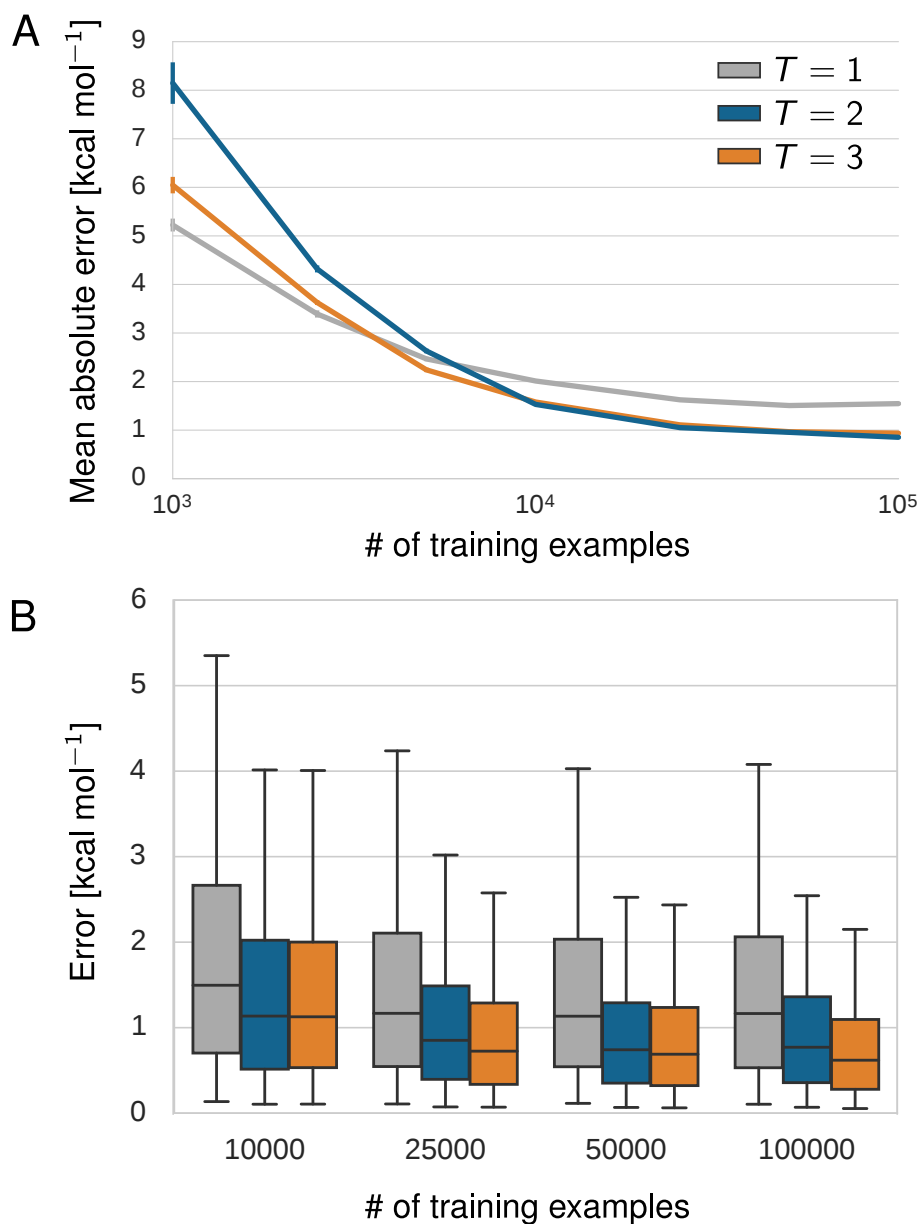 A
Mean absolute error [kcal mol⁻¹]
9
8
7
6
5
4
3
2
1
0
T = 1
T = 2
T = 3
10³ 10⁴ 10⁵
# of training examples
B
Error [kcal mol⁻¹]
6
5
4
3
2
1
0
10000 25000 50000 100000
# of training examples